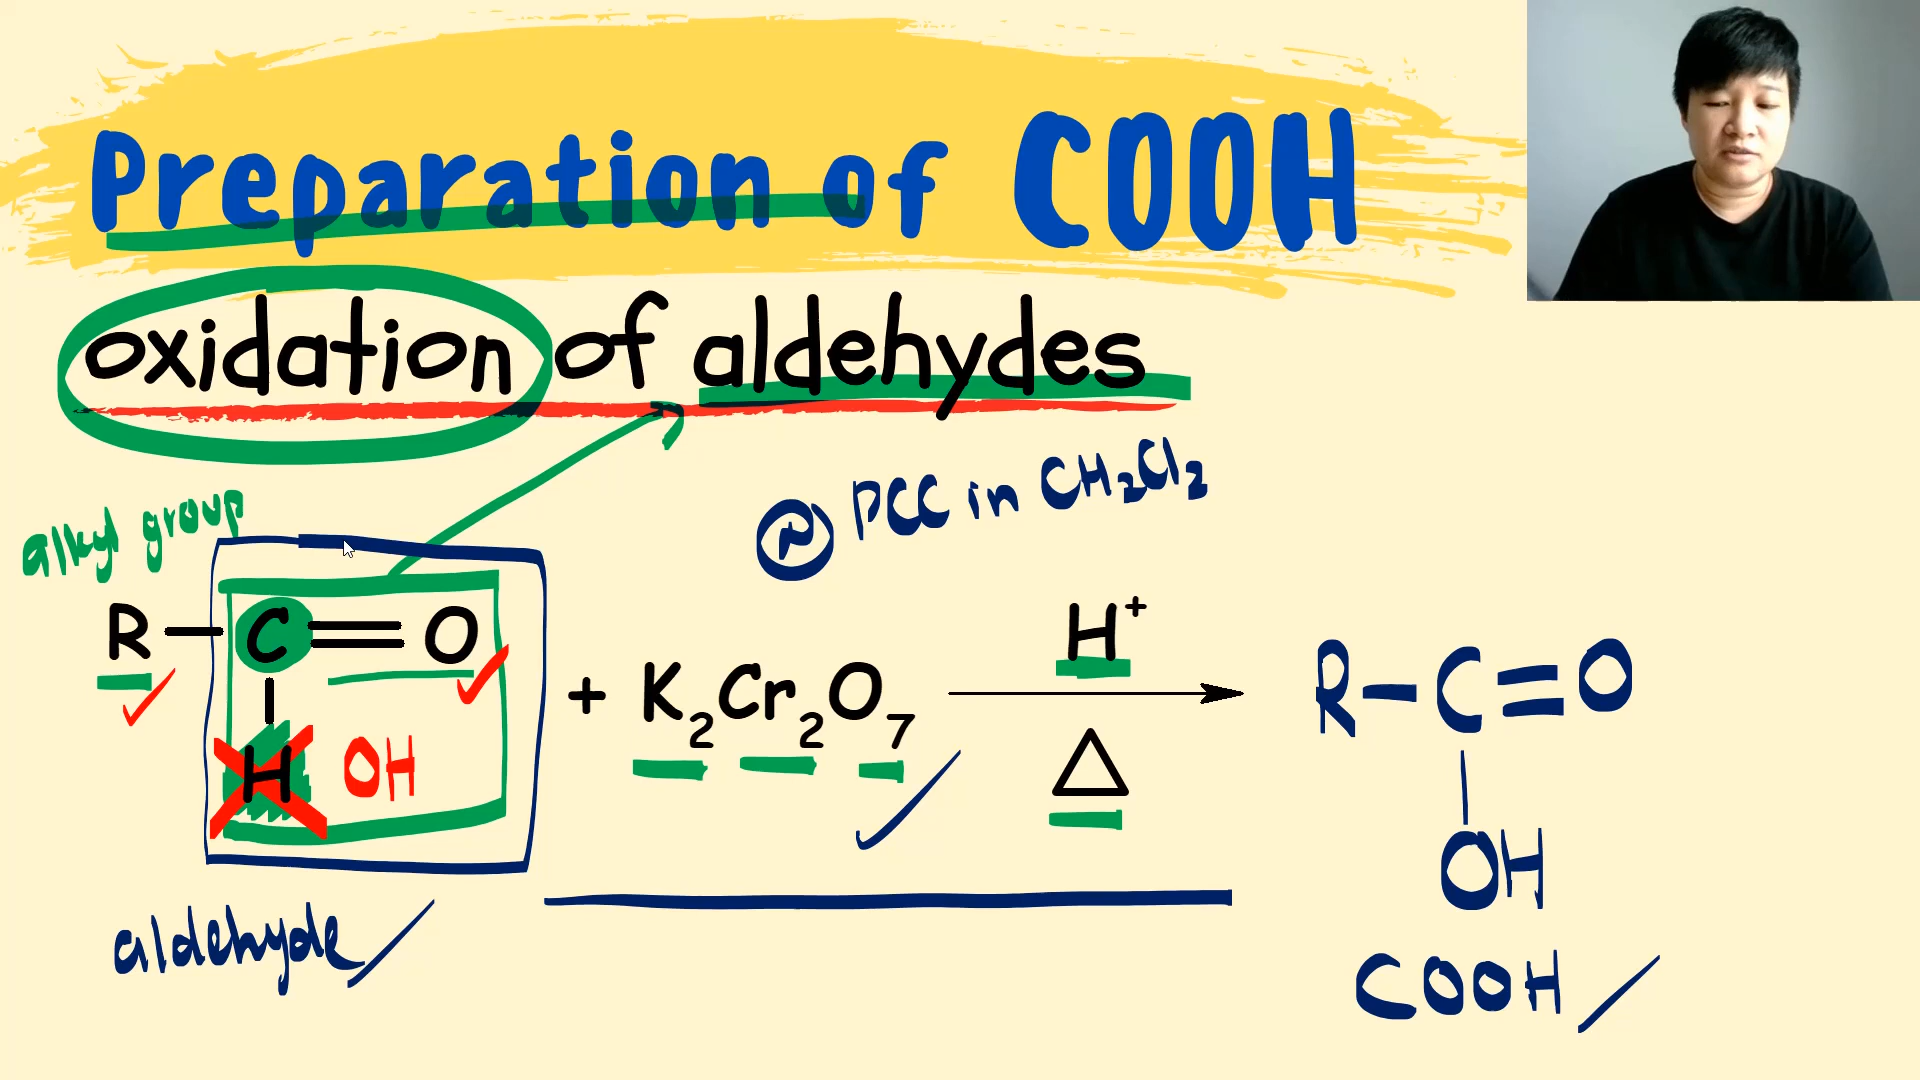 Preparation of COOH
oxidation of aldehydes
PCC in CH₂Cl₂
alkyl group
R-C=O
H OH
+ K₂Cr₂O₇
H⁺
△
R-C=O
OH
aldehyde
COOH